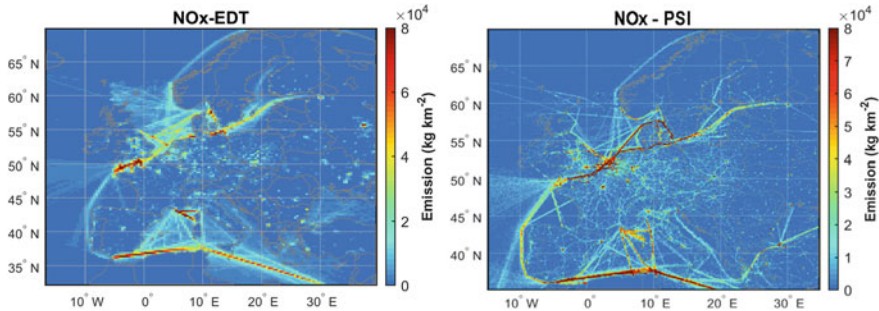 NOx-EDT
×10⁴
8
6
4
2
0
Emission (kg km⁻²)
65° N
60° N
55° N
50° N
45° N
40° N
35° N
10° W
0°
10° E
20° E
30° E
NOx - PSI
×10⁴
8
7
6
5
4
3
2
1
0
Emission (kg km⁻²)
65° N
60° N
55° N
50° N
45° N
40° N
10° W
0°
10° E
20° E
30° E